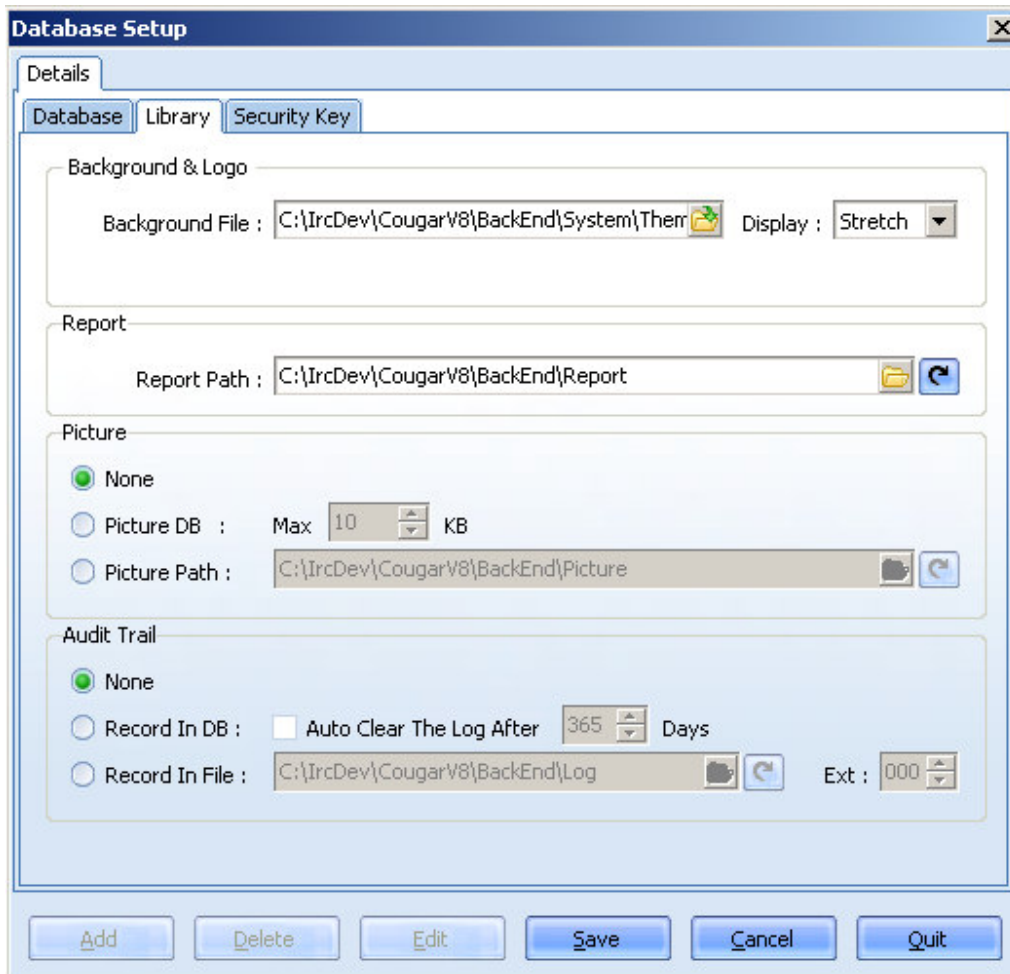 Database Setup
Details
Database Library Security Key
Background & Logo
Background File : C:\IrcDev\CougarV8\BackEnd\System\Them Display : Stretch
Report
Report Path : C:\IrcDev\CougarV8\BackEnd\Report
Picture
None
Picture DB : Max 10 KB
Picture Path : C:\IrcDev\CougarV8\BackEnd\Picture
Audit Trail
None
Record In DB : Auto Clear The Log After 365 Days
Record In File : C:\IrcDev\CougarV8\BackEnd\Log Ext : 000
Add Delete Edit Save Cancel Quit